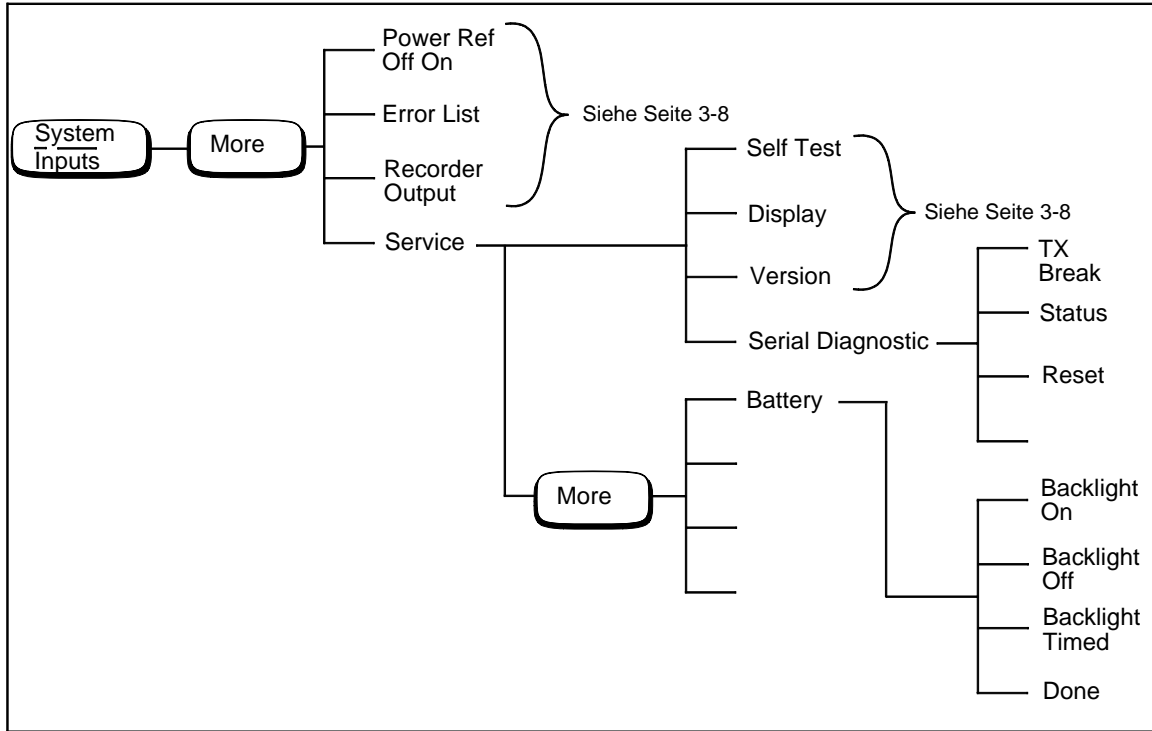 System
Inputs
More
Power Ref
Off On
Error List
Recorder
Output
Service
Siehe Seite 3-8
Self Test
Display
Version
Serial Diagnostic
Siehe Seite 3-8
TX
Break
Status
Reset
More
Battery
Backlight
On
Backlight
Off
Backlight
Timed
Done